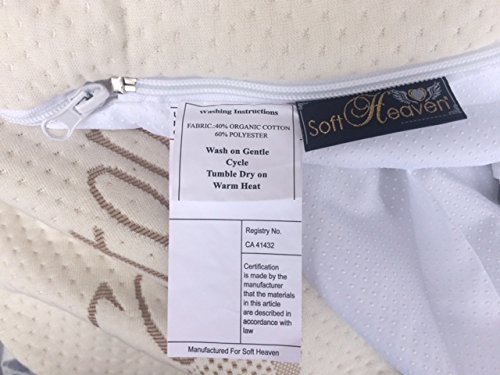 Washing Instructions
FABRIC:.40% ORGANIC COTTON
60% POLYESTER
Wash on Gentle
Cycle
Tumble Dry on
Warm Heat
Registry No.
CA 41432
Certification
is made by the
manufacturer
that the materials
in this article
are described in
accordance with
law
Manufactured For Soft Heaven
Soft Heaven